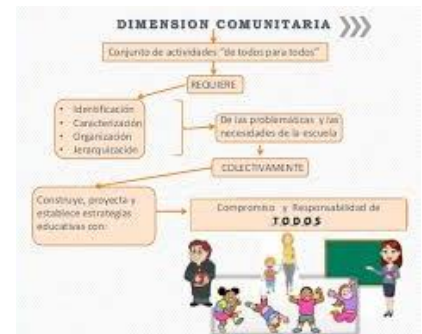 DIMENSION COMUNITARIA
Conjunto de actividades "de todos para todos"
REQUIERE
• Identificación
• Caracterización
• Organización
• Jerarquización
De las problemáticas y las
necesidades de la escuela
COLECTIVAMENTE
Construye, proyecta y
establece estrategias
educativas con:
Compromiso y Responsabilidad de
TODOS